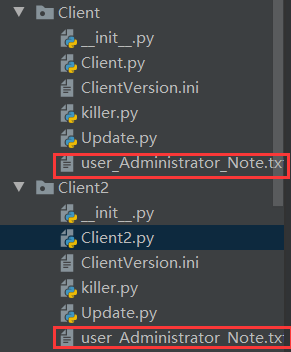 Client
__init__.py
Client.py
ClientVersion.ini
killer.py
Update.py
user_Administrator_Note.tx
Client2
__init__.py
Client2.py
ClientVersion.ini
killer.py
Update.py
user_Administrator_Note.tx